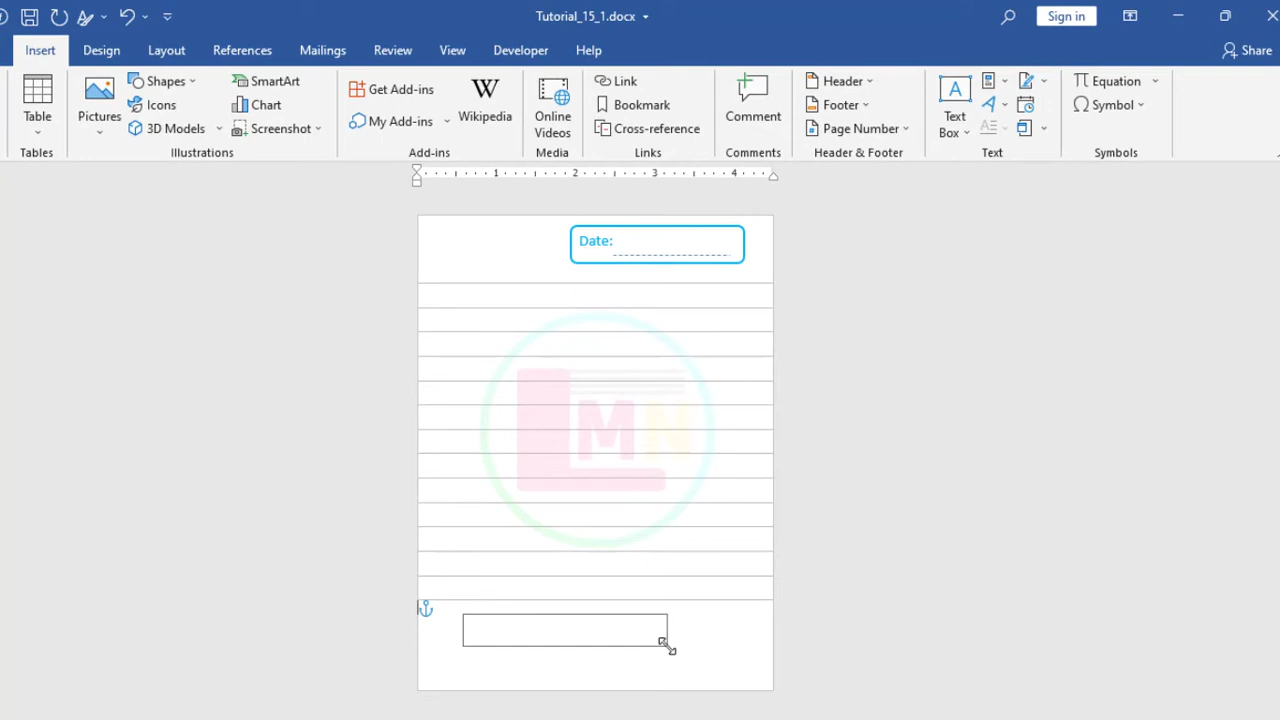 Tutorial_15_1.docx
Sign in
Insert Design Layout References Mailings Review View Developer Help Share
Table
Tables
Pictures
Shapes
Icons
3D Models
SmartArt
Chart
Screenshot
Illustrations
Get Add-ins
My Add-ins
Wikipedia
Add-ins
Online
Videos
Media
Link
Bookmark
Cross-reference
Links
Comment
Comments
Header
Footer
Page Number
Header & Footer
Text
Box
Text
Equation
Symbol
Symbols
1 2 3 4
Date:
LMN